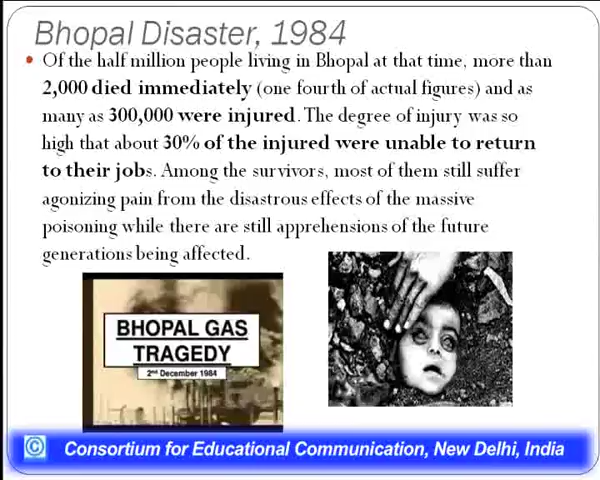 Bhopal Disaster, 1984
• Of the half million people living in Bhopal at that time, more than
2,000 died immediately (one fourth of actual figures) and as
many as 300,000 were injured. The degree of injury was so
high that about 30% of the injured were unable to return
to their jobs. Among the survivors, most of them still suffer
agonizing pain from the disastrous effects of the massive
poisoning while there are still apprehensions of the future
generations being affected.
BHOPAL GAS
TRAGEDY
2nd December 1984
© Consortium for Educational Communication, New Delhi, India